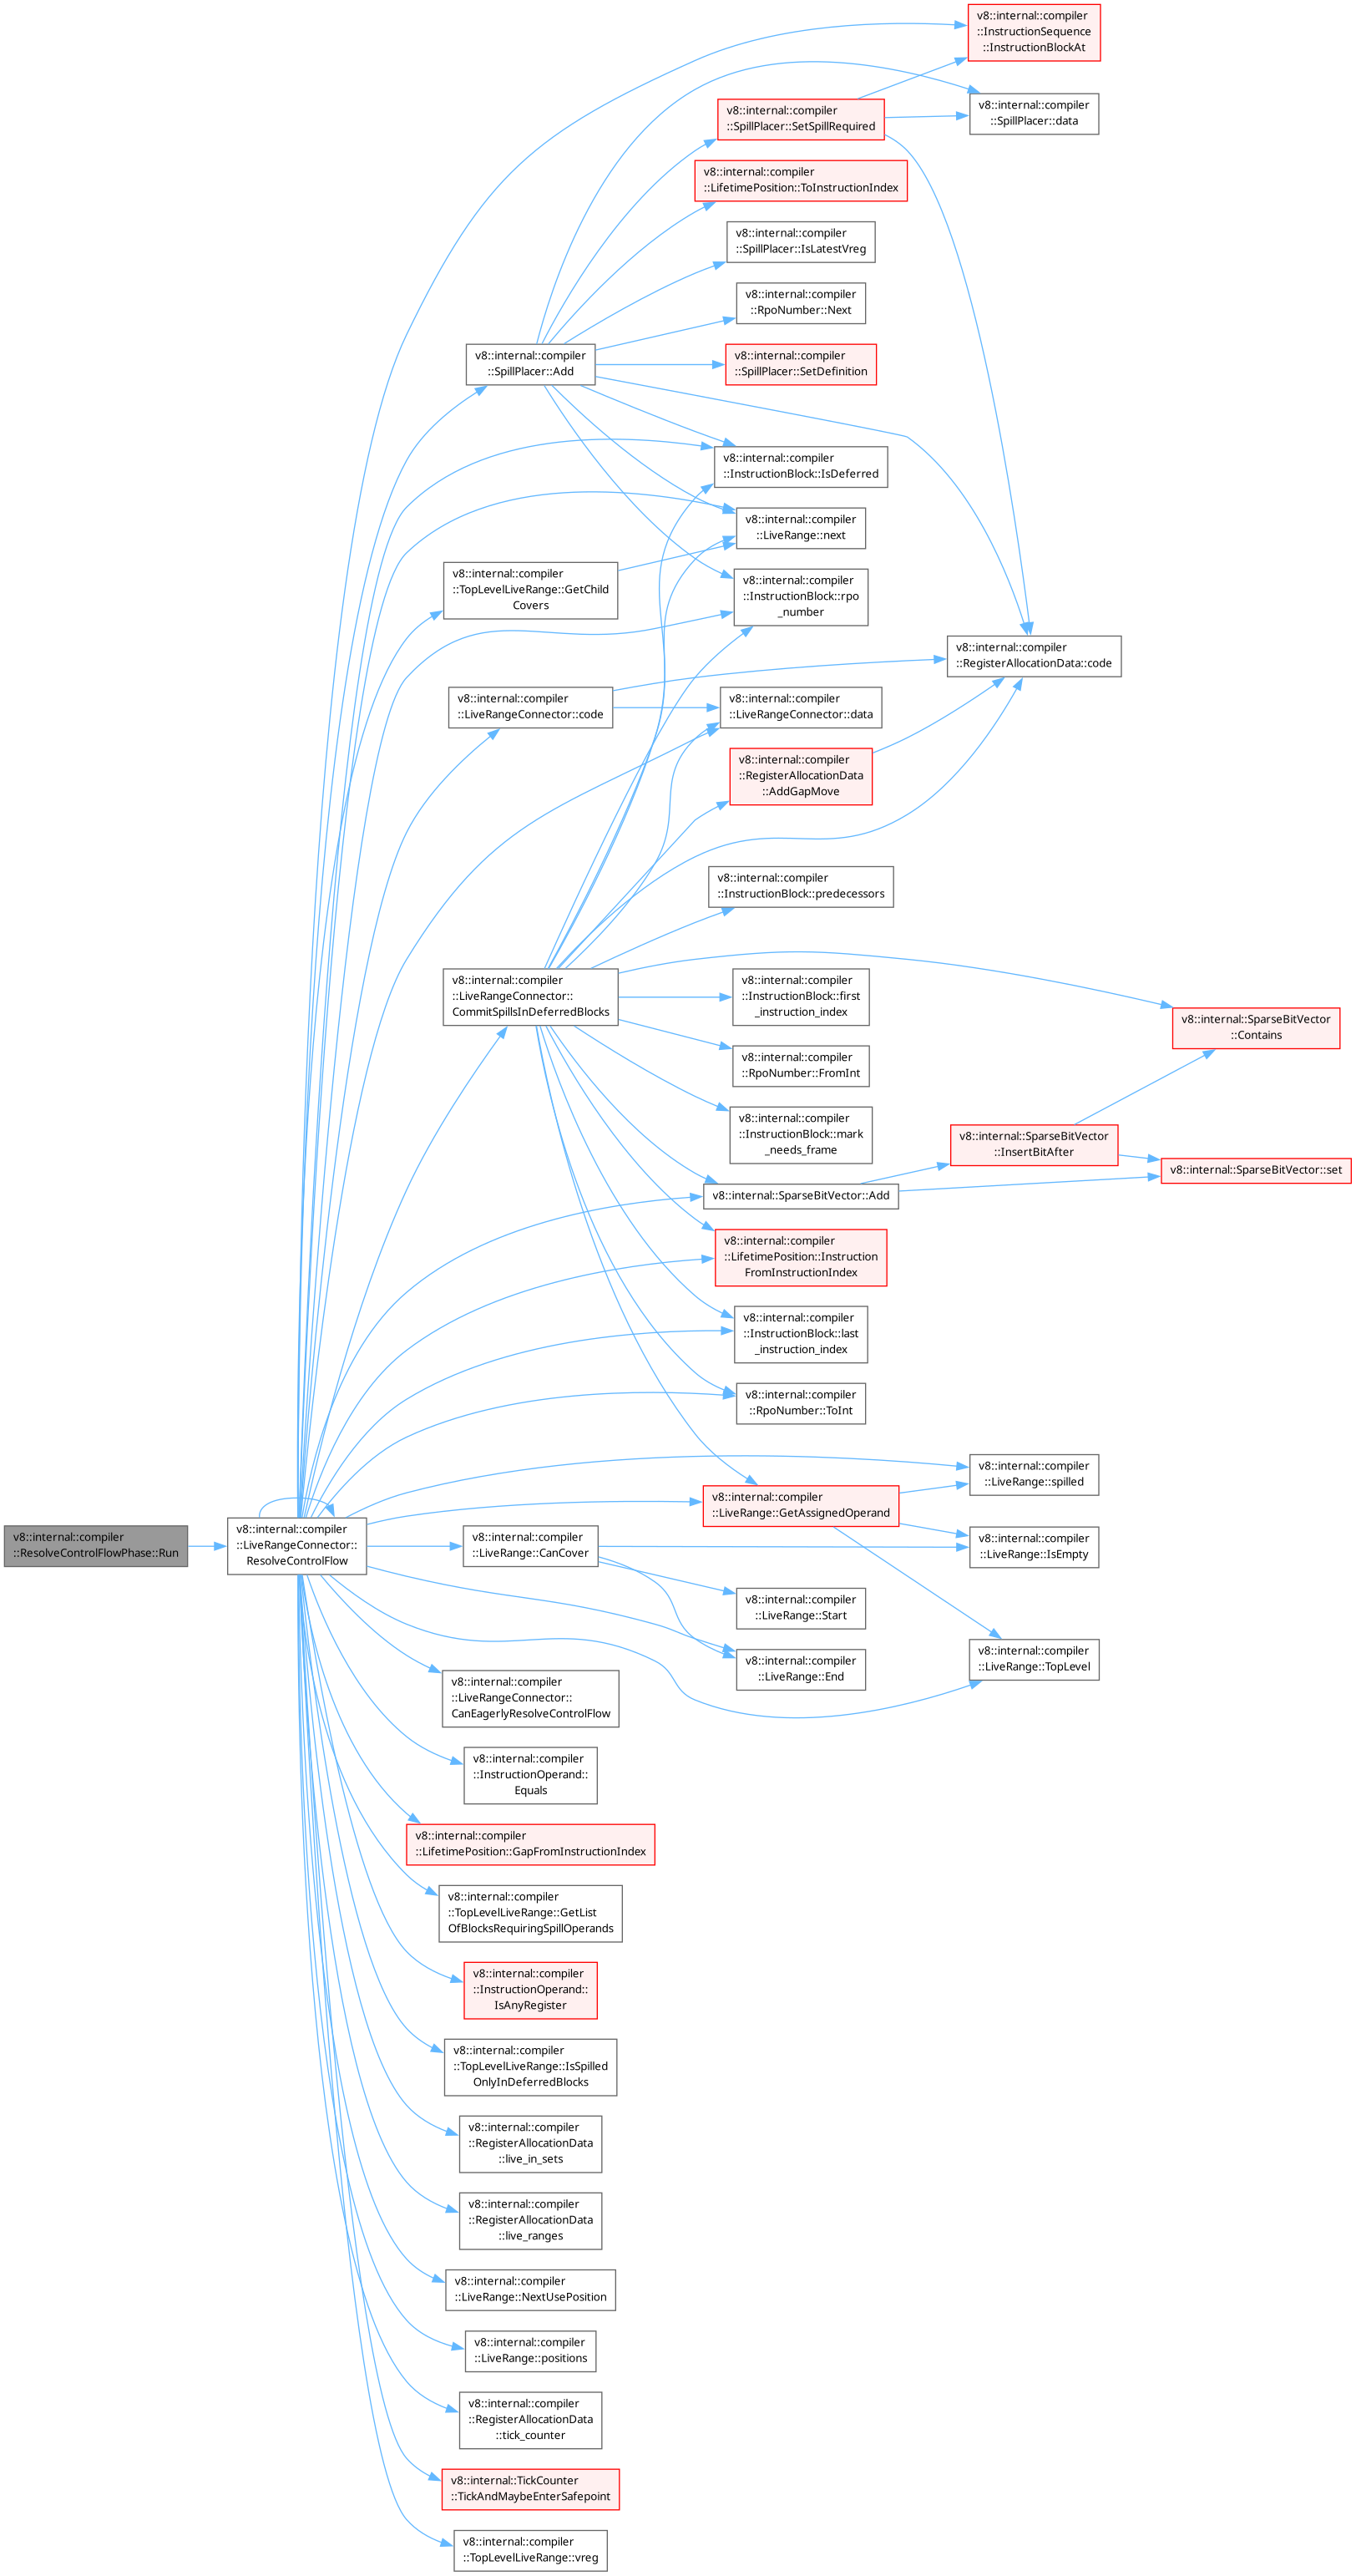 v8::internal::compiler
::InstructionSequence
::InstructionBlockAt
v8::internal::compiler
::SpillPlacer::data
v8::internal::compiler
::SpillPlacer::SetSpillRequired
v8::internal::compiler
::LifetimePosition::ToInstructionIndex
v8::internal::compiler
::SpillPlacer::IsLatestVreg
v8::internal::compiler
::RpoNumber::Next
v8::internal::compiler
::SpillPlacer::Add
v8::internal::compiler
::SpillPlacer::SetDefinition
v8::internal::compiler
::InstructionBlock::IsDeferred
v8::internal::compiler
::LiveRange::next
v8::internal::compiler
::TopLevelLiveRange::GetChild
Covers
v8::internal::compiler
::InstructionBlock::rpo
_number
v8::internal::compiler
::RegisterAllocationData::code
v8::internal::compiler
::LiveRangeConnector::code
v8::internal::compiler
::LiveRangeConnector::data
v8::internal::compiler
::RegisterAllocationData
::AddGapMove
v8::internal::compiler
::InstructionBlock::predecessors
v8::internal::compiler
::LiveRangeConnector::
CommitSpillsInDeferredBlocks
v8::internal::compiler
::InstructionBlock::first
_instruction_index
v8::internal::SparseBitVector
::Contains
v8::internal::compiler
::RpoNumber::FromInt
v8::internal::compiler
::InstructionBlock::mark
_needs_frame
v8::internal::SparseBitVector
::InsertBitAfter
v8::internal::SparseBitVector::set
v8::internal::SparseBitVector::Add
v8::internal::compiler
::LifetimePosition::Instruction
FromInstructionIndex
v8::internal::compiler
::InstructionBlock::last
_instruction_index
v8::internal::compiler
::RpoNumber::ToInt
v8::internal::compiler
::LiveRange::spilled
v8::internal::compiler
::LiveRange::GetAssignedOperand
v8::internal::compiler
::ResolveControlFlowPhase::Run
v8::internal::compiler
::LiveRangeConnector::
ResolveControlFlow
v8::internal::compiler
::LiveRange::CanCover
v8::internal::compiler
::LiveRange::IsEmpty
v8::internal::compiler
::LiveRange::Start
v8::internal::compiler
::LiveRange::End
v8::internal::compiler
::LiveRange::TopLevel
v8::internal::compiler
::LiveRangeConnector::
CanEagerlyResolveControlFlow
v8::internal::compiler
::InstructionOperand::
Equals
v8::internal::compiler
::LifetimePosition::GapFromInstructionIndex
v8::internal::compiler
::TopLevelLiveRange::GetList
OfBlocksRequiringSpillOperands
v8::internal::compiler
::InstructionOperand::
IsAnyRegister
v8::internal::compiler
::TopLevelLiveRange::IsSpilled
OnlyInDeferredBlocks
v8::internal::compiler
::RegisterAllocationData
::live_in_sets
v8::internal::compiler
::RegisterAllocationData
::live_ranges
v8::internal::compiler
::LiveRange::NextUsePosition
v8::internal::compiler
::LiveRange::positions
v8::internal::compiler
::RegisterAllocationData
::tick_counter
v8::internal::TickCounter
::TickAndMaybeEnterSafepoint
v8::internal::compiler
::TopLevelLiveRange::vreg